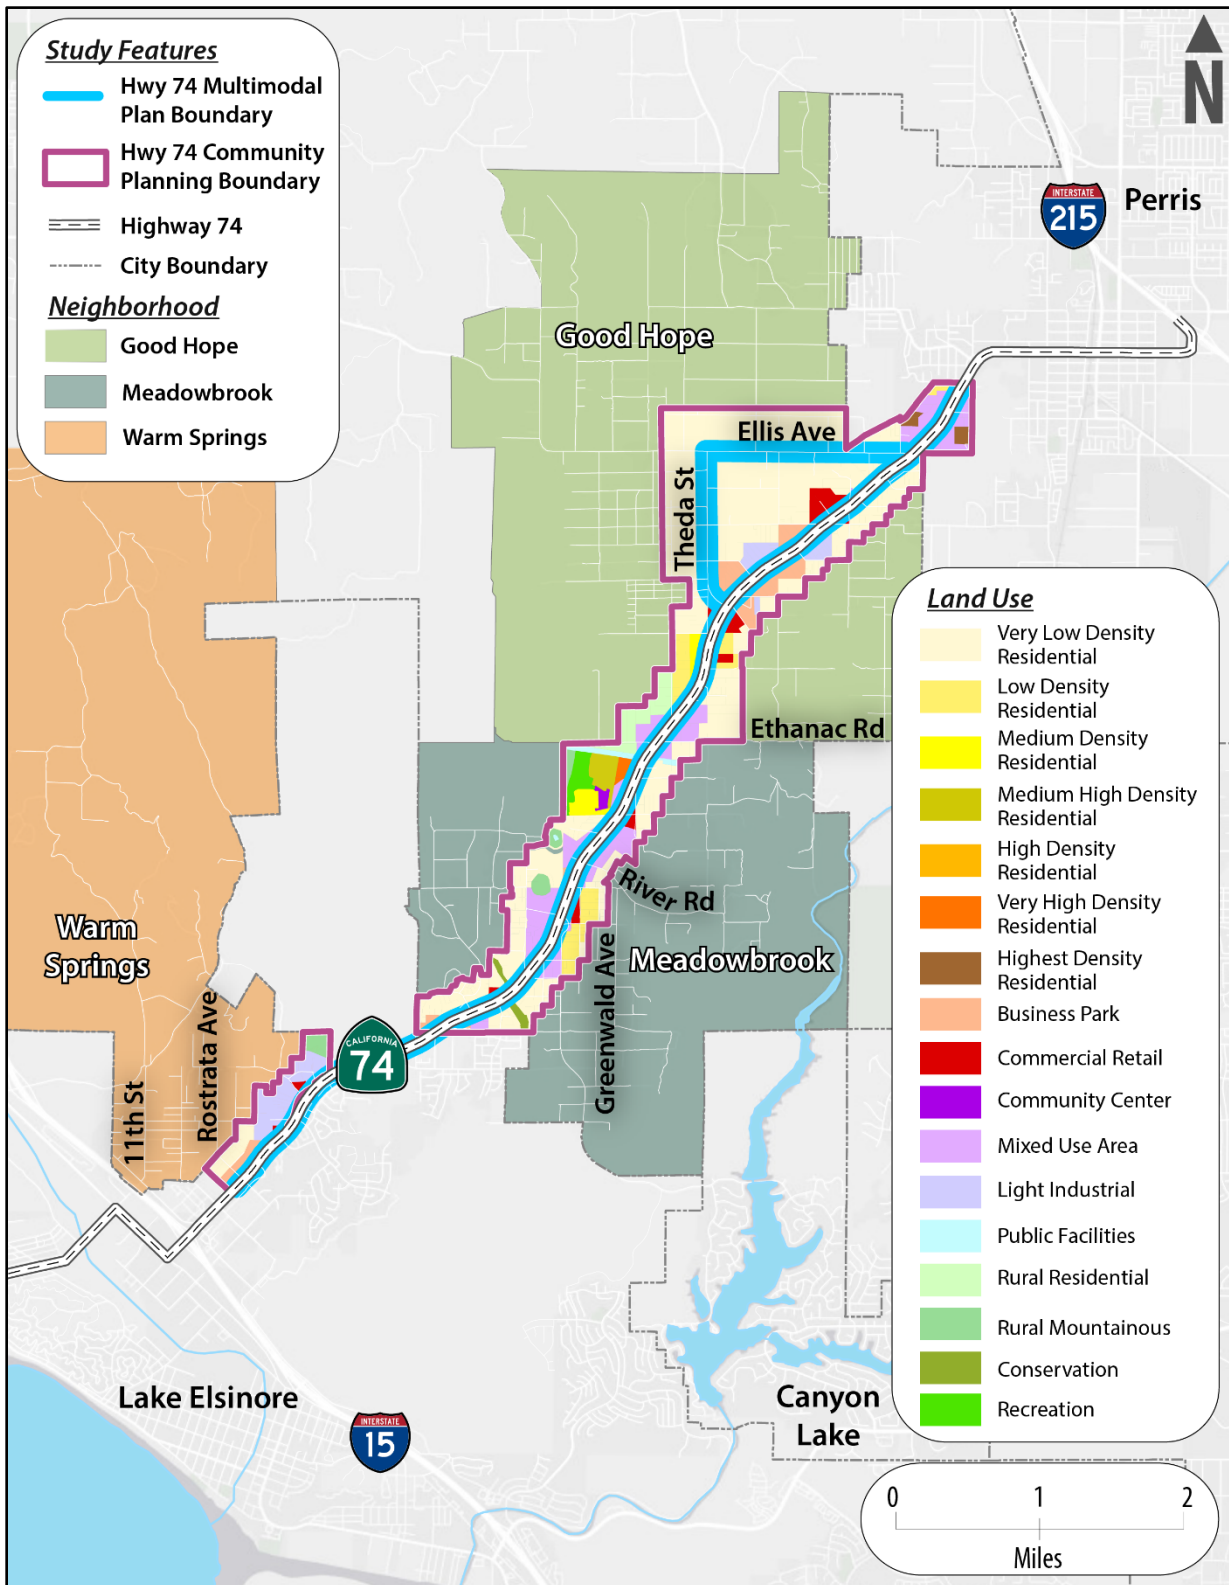 Study Features
Hwy 74 Multimodal
Plan Boundary
Hwy 74 Community
Planning Boundary
Highway 74
City Boundary
Neighborhood
Good Hope
Meadowbrook
Warm Springs
N
INTERSTATE
215
Perris
Good Hope
Ellis Ave
Theda St
Ethanac Rd
River Rd
Meadowbrook
Greenwald Ave
Warm
Springs
Rostrata Ave
11th St
CALIFORNIA
74
Lake Elsinore
INTERSTATE
15
Canyon
Lake
Land Use
Very Low Density
Residential
Low Density
Residential
Medium Density
Residential
Medium High Density
Residential
High Density
Residential
Very High Density
Residential
Highest Density
Residential
Business Park
Commercial Retail
Community Center
Mixed Use Area
Light Industrial
Public Facilities
Rural Residential
Rural Mountainous
Conservation
Recreation
0 1 2
Miles